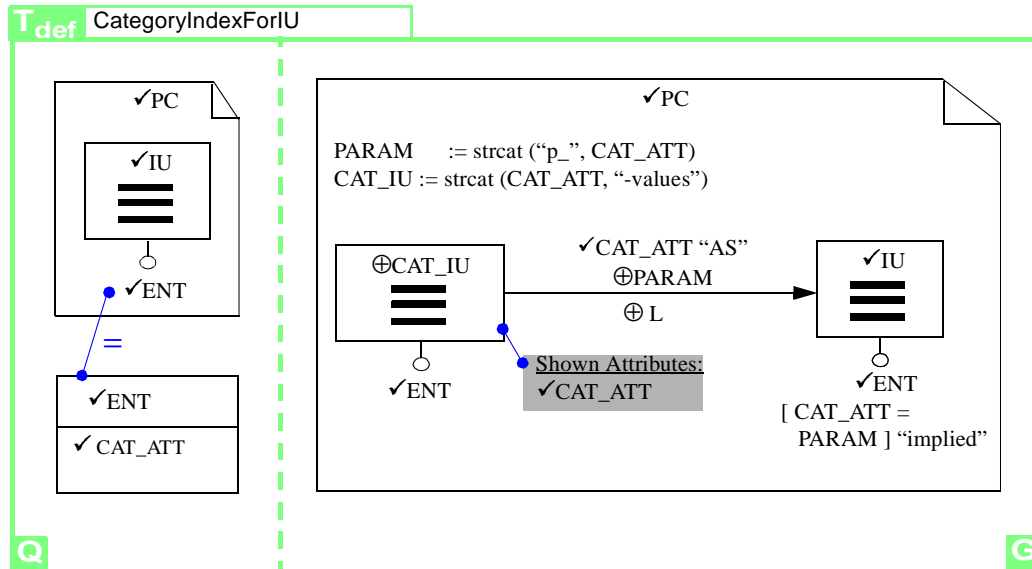 Tdef CategoryIndexForIU
✓PC
✓IU
✓ENT
=
✓ENT
✓ CAT_ATT
Q
✓PC
PARAM := strcat (“p_”, CAT_ATT)
CAT_IU := strcat (CAT_ATT, “-values”)
⊕CAT_IU
✓ENT
✓CAT_ATT “AS”
⊕PARAM
⊕ L
Shown Attributes:
✓CAT_ATT
✓IU
✓ENT
[ CAT_ATT =
PARAM ] “implied”
G